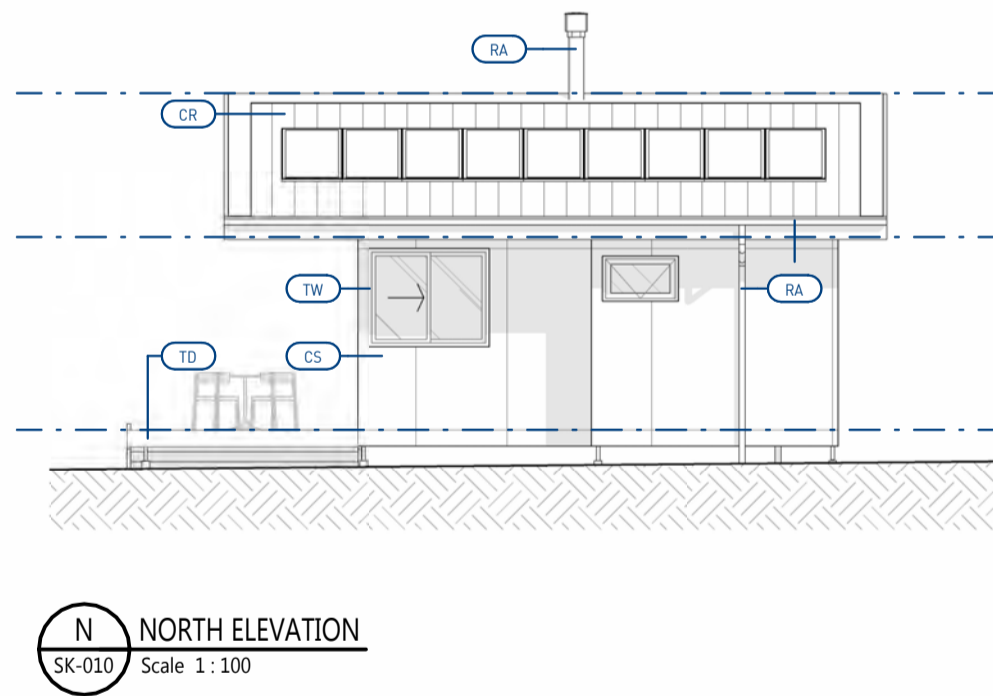 RA
CR
TW
RA
TD
CS
N
NORTH ELEVATION
SK-010
Scale 1 : 100